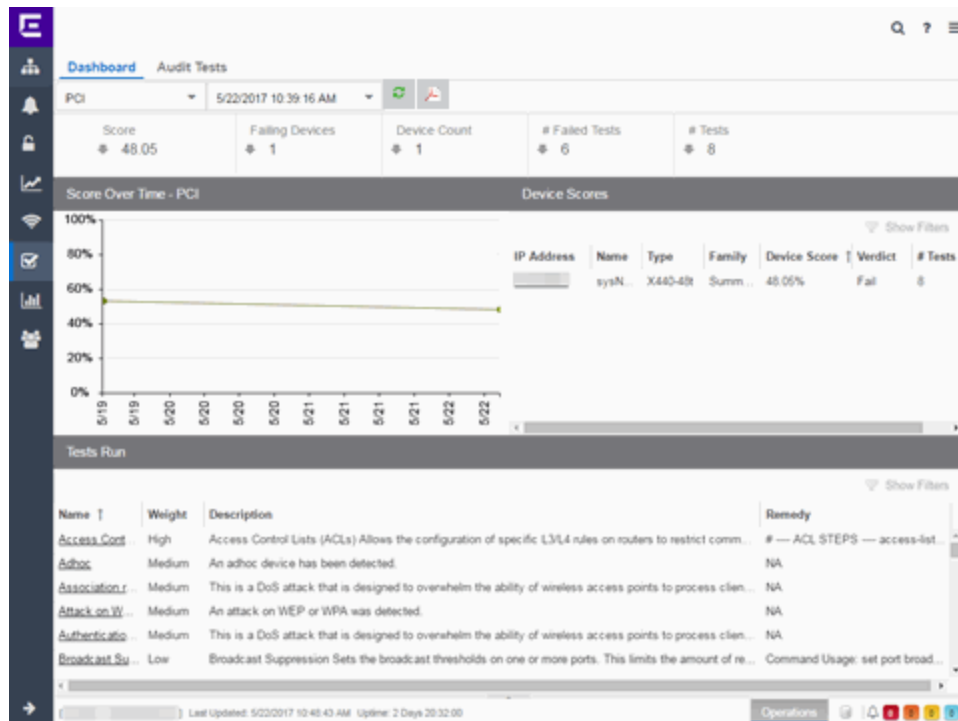 Dashboard Audit Tests
PCI 5/22/2017 10:39:16 AM
Score Failing Devices Device Count # Failed Tests # Tests
48.05 1 1 6 8
Score Over Time - PCI Device Scores
Show Filters
IP Address Name Type Family Device Score Verdict # Tests
sysN... X440-48t Summ... 48.05% Fail 8
100%
80%
60%
40%
20%
0%
5/19 5/19 5/20 5/20 5/20 5/20 5/21 5/21 5/21 5/21 5/22 5/22
Tests Run
Show Filters
Name Weight Description Remedy
Access Cont... High Access Control Lists (ACLs) Allows the configuration of specific L3/L4 rules on routers to restrict comm... # — ACL STEPS — access-list...
Adhoc Medium An adhoc device has been detected. NA
Association r... Medium This is a DoS attack that is designed to overwhelm the ability of wireless access points to process clien... NA
Attack on W... Medium An attack on WEP or WPA was detected. NA
Authenticatio... Medium This is a DoS attack that is designed to overwhelm the ability of wireless access points to process clien... NA
Broadcast Su... Low Broadcast Suppression Sets the broadcast thresholds on one or more ports. This limits the amount of re... Command Usage: set port broad...
Last Updated: 5/22/2017 10:48:43 AM Uptime: 2 Days 20:32:00 Operations